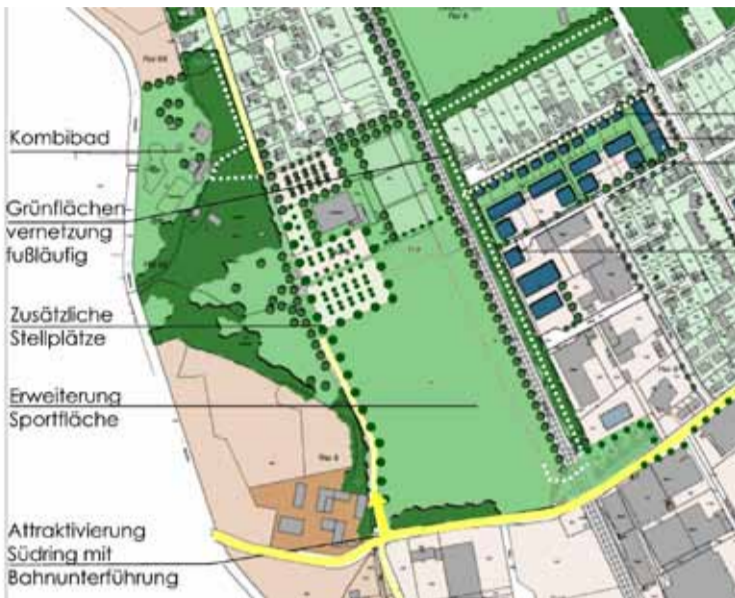 Kombibad
Grünflächen
vernetzung
fußläufig
Zusätzliche
Stellplätze
Erweiterung
Sportfläche
Attraktivierung
Südring mit
Bahnunterführung